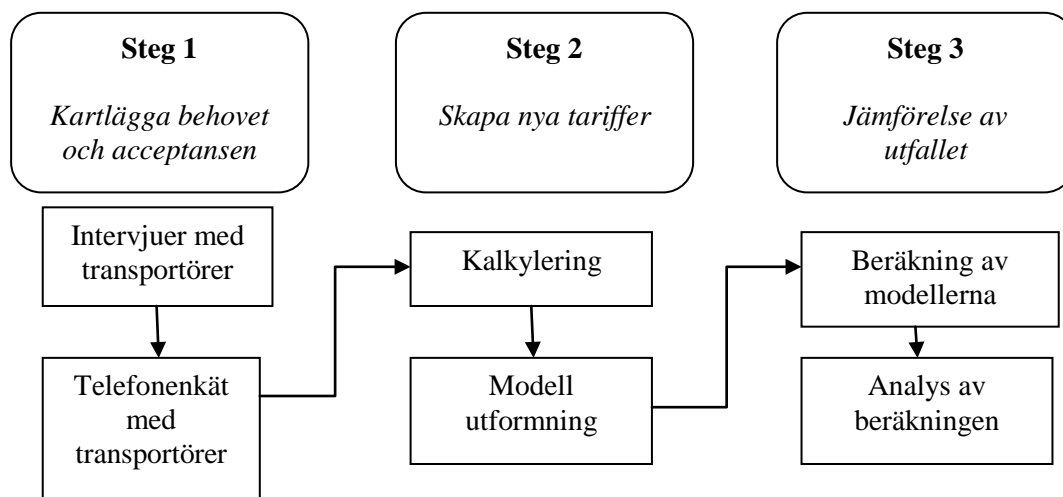 Steg 1
Kartlägga behovet
och acceptansen
Intervjuer med
transportörer
Telefonenkät
med
transportörer
Steg 2
Skapa nya tariffer
Kalkylering
Modell
utformning
Steg 3
Jämförelse av
utfallet
Beräkning av
modellerna
Analys av
beräkningen